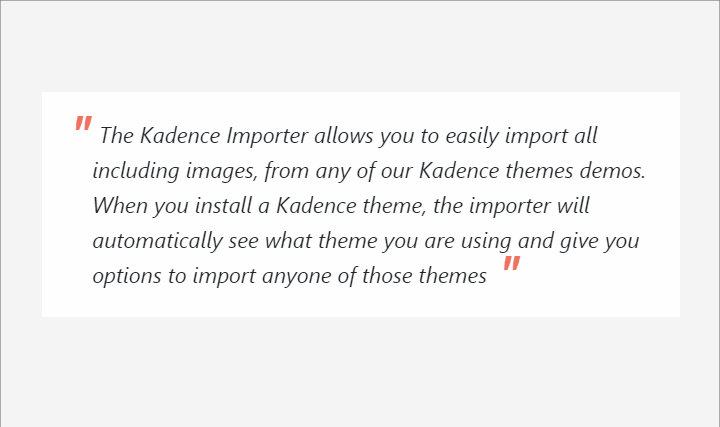 " The Kadence Importer allows you to easily import all
including images, from any of our Kadence themes demos.
When you install a Kadence theme, the importer will
automatically see what theme you are using and give you
options to import anyone of those themes "